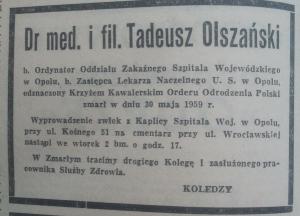 Dr med. i fil. Tadeusz Olszański
b. Ordynator Oddziału Zakaźnego Szpitala Wojewódzkiego
w Opolu, b. Zastępca Lekarza Naczelnego U. S. w Opolu,
odznaczony Krzyżem Kawalerskim Orderu Odrodzenia Polski
zmarł w dniu 30 maja 1959 r.
Wyprowadzenie zwłok z Kaplicy Szpitala Woj. w Opolu,
przy ul. Kośnego 51 na cmentarz przy ul. Wrocławskiej
nastąpi we wtorek 2 bm. o godz. 17.
W Zmarłym tracimy drogiego Kolegę i zasłużonego pra-
cownika Służby Zdrowia.
KOLEDZY